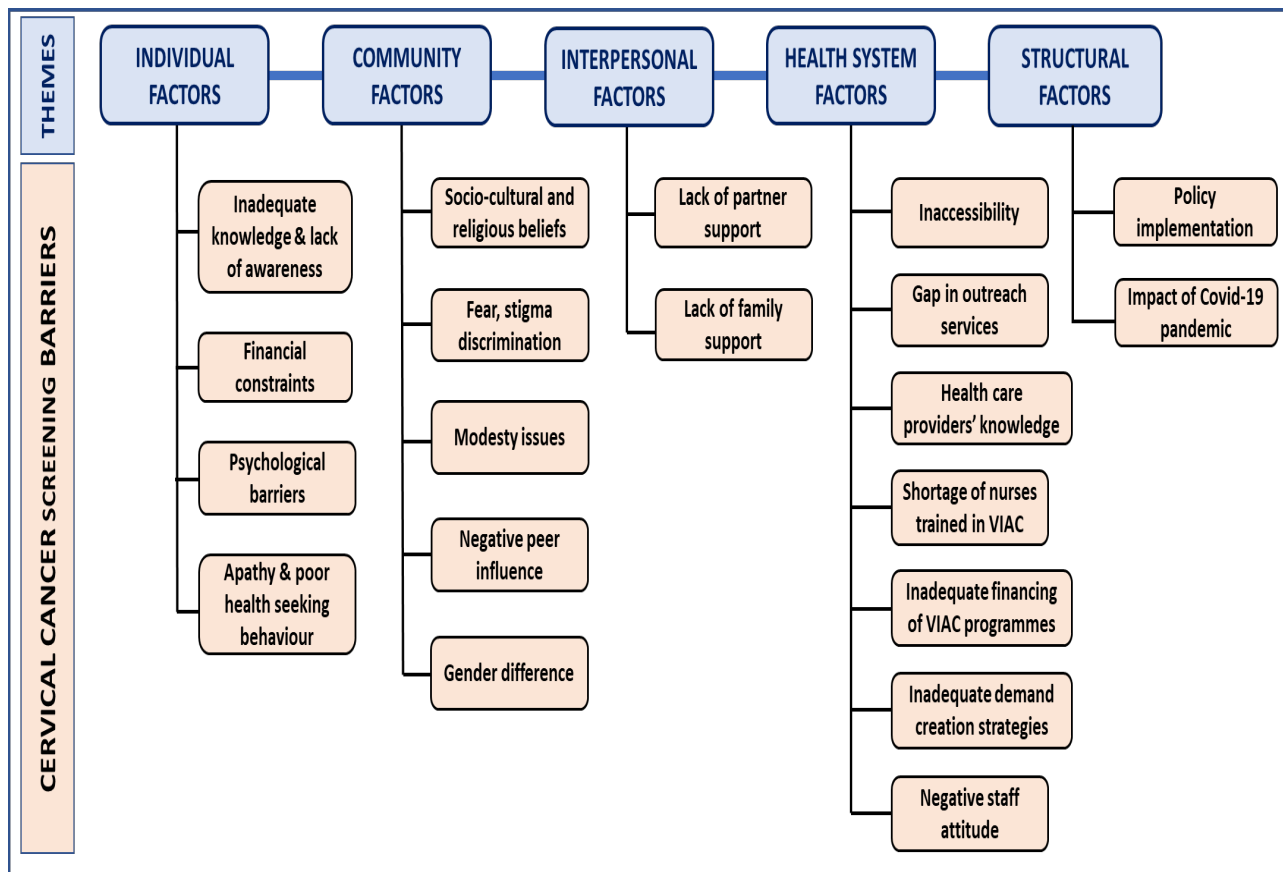 THEMES
INDIVIDUAL
FACTORS
COMMUNITY
FACTORS
INTERPERSONAL
FACTORS
HEALTH SYSTEM
FACTORS
STRUCTURAL
FACTORS
CERVICAL CANCER SCREENING BARRIERS
Inadequate
knowledge & lack
of awareness
Financial
constraints
Psychological
barriers
Apathy & poor
health seeking
behaviour
Socio-cultural and
religious beliefs
Fear, stigma
discrimination
Modesty issues
Negative peer
influence
Gender difference
Lack of partner
support
Lack of family
support
Inaccessibility
Gap in outreach
services
Health care
providers’ knowledge
Shortage of nurses
trained in VIAC
Inadequate financing
of VIAC programmes
Inadequate demand
creation strategies
Negative staff
attitude
Policy
implementation
Impact of Covid-19
pandemic